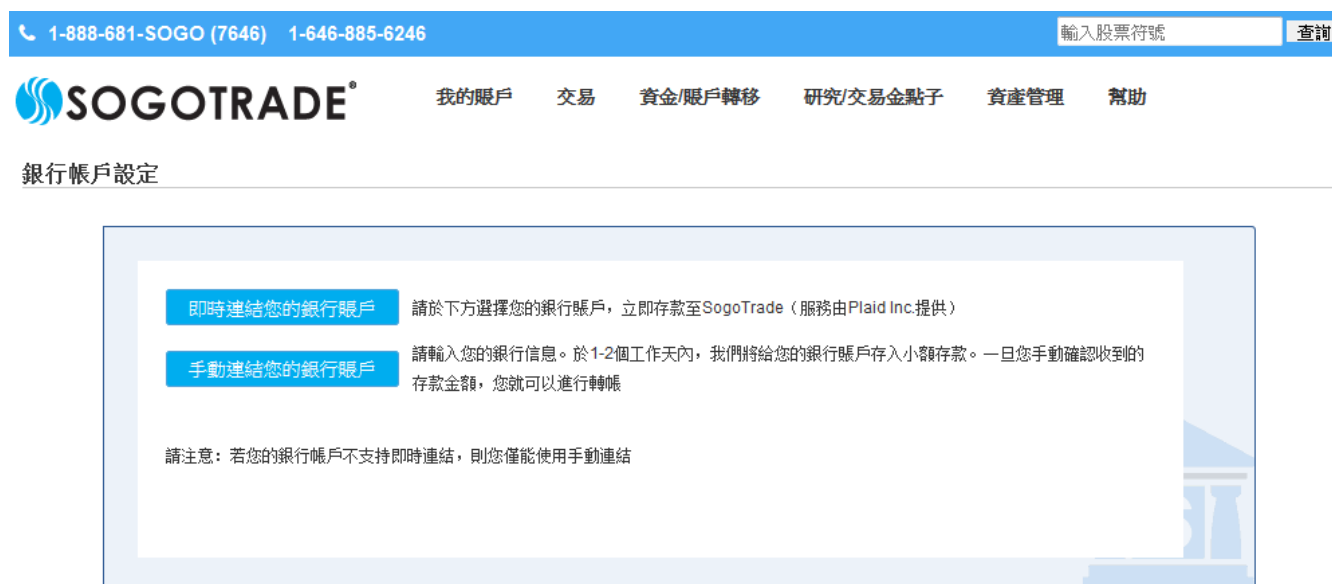 1-888-681-SOGO (7646) 1-646-885-6246 輸入股票符號 查詢
SOGOTRADE® 我的賬戶 交易 資金/賬戶轉移 研究/交易金點子 資產管理 幫助
銀行帳戶設定
即時連結您的銀行賬戶 請於下方選擇您的銀行賬戶，立即存款至SogoTrade（服務由Plaid Inc.提供）
手動連結您的銀行賬戶 請輸入您的銀行信息。於1-2個工作天內，我們將給您的銀行賬戶存入小額存款。一旦您手動確認收到的
存款金額，您就可以進行轉帳
請注意：若您的銀行帳戶不支持即時連結，則您僅能使用手動連結